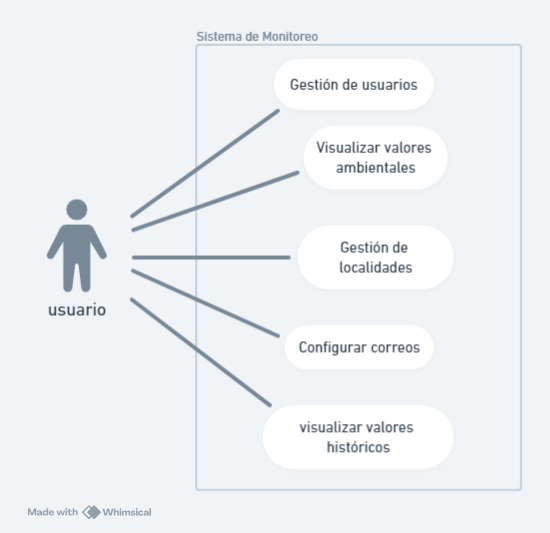 Sistema de Monitoreo
Gestión de usuarios
Visualizar valores
ambientales
Gestión de
localidades
usuario
Configurar correos
visualizar valores
históricos
Made with Whimsical